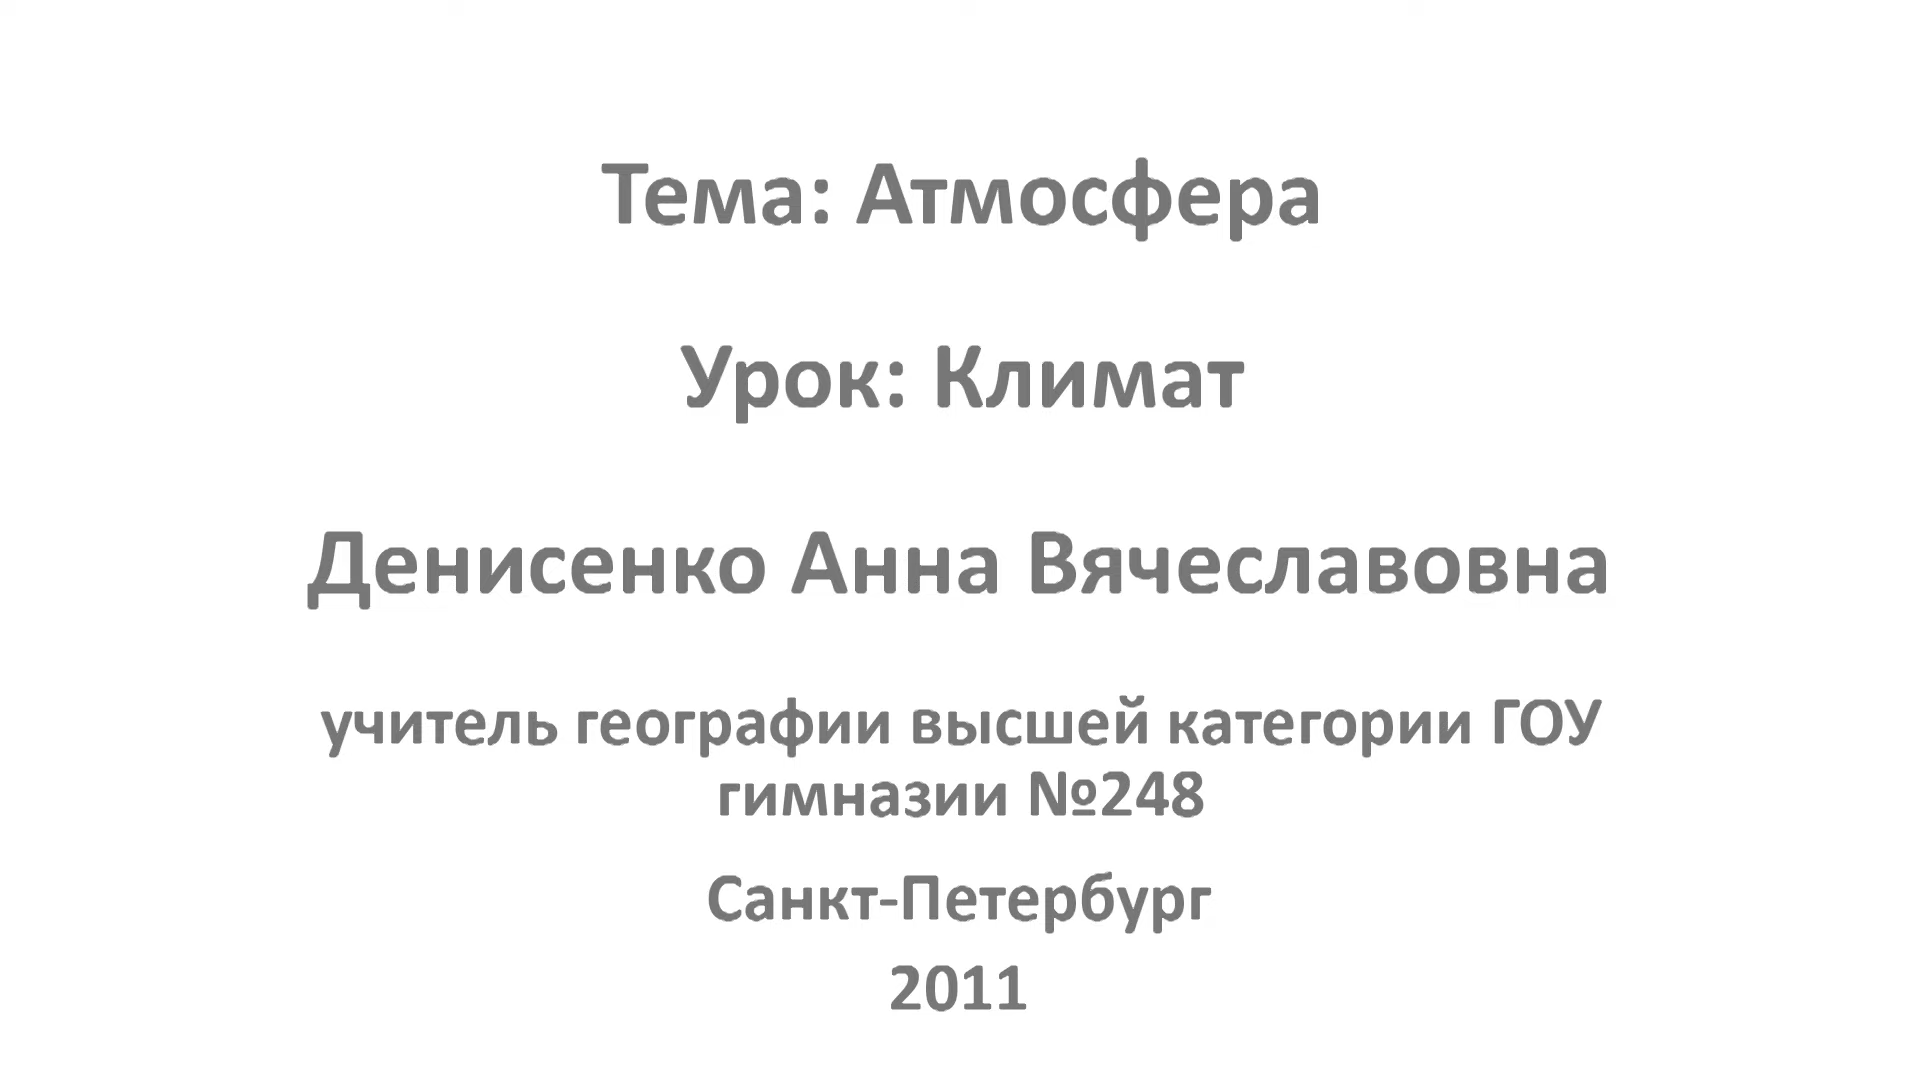 Тема: Атмосфера
Урок: Климат
Денисенко Анна Вячеславовна
учитель географии высшей категории ГОУ
гимназии №248
Санкт-Петербург
2011